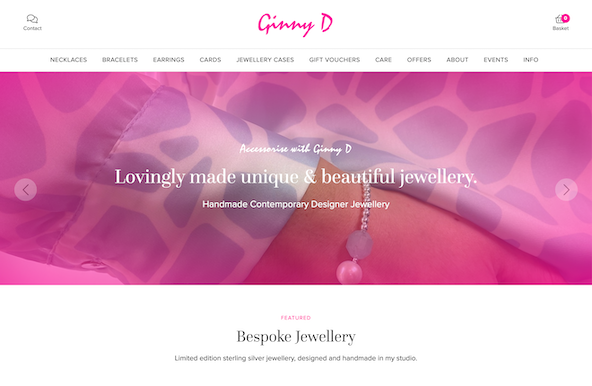 Contact
Ginny D
0
Basket
NECKLACES BRACELETS EARRINGS CARDS JEWELLERY CASES GIFT VOUCHERS CARE OFFERS ABOUT EVENTS INFO
Accessorise with Ginny D
Lovingly made unique & beautiful jewellery.
Handmade Contemporary Designer Jewellery
FEATURED
Bespoke Jewellery
Limited edition sterling silver jewellery, designed and handmade in my studio.